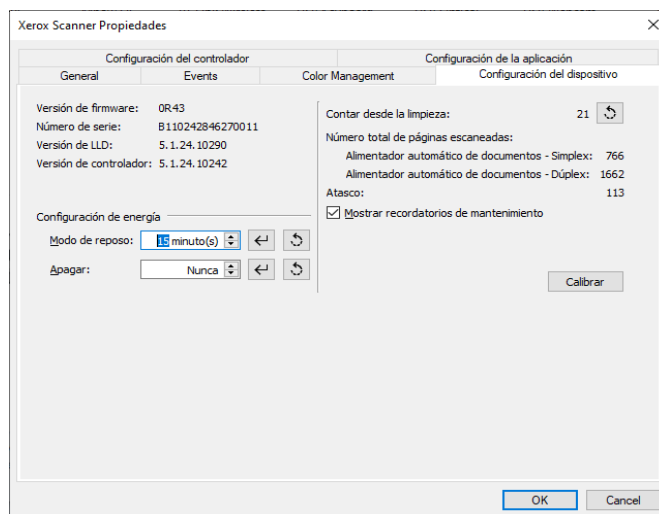 Xerox Scanner Propiedades
Configuración del controlador
Configuración de la aplicación
General
Events
Color Management
Configuración del dispositivo
Versión de firmware: 0R43
Número de serie: B110242846270011
Versión de LLD: 5.1.24.10290
Versión de controlador: 5.1.24.10242
Configuración de energía
Modo de reposo: 15 minuto(s)
Apagar: Nunca
Contar desde la limpieza: 21
Número total de páginas escaneadas:
Alimentador automático de documentos - Simplex: 766
Alimentador automático de documentos - Dúplex: 1662
Atasco: 113
Mostrar recordatorios de mantenimiento
Calibrar
OK
Cancel